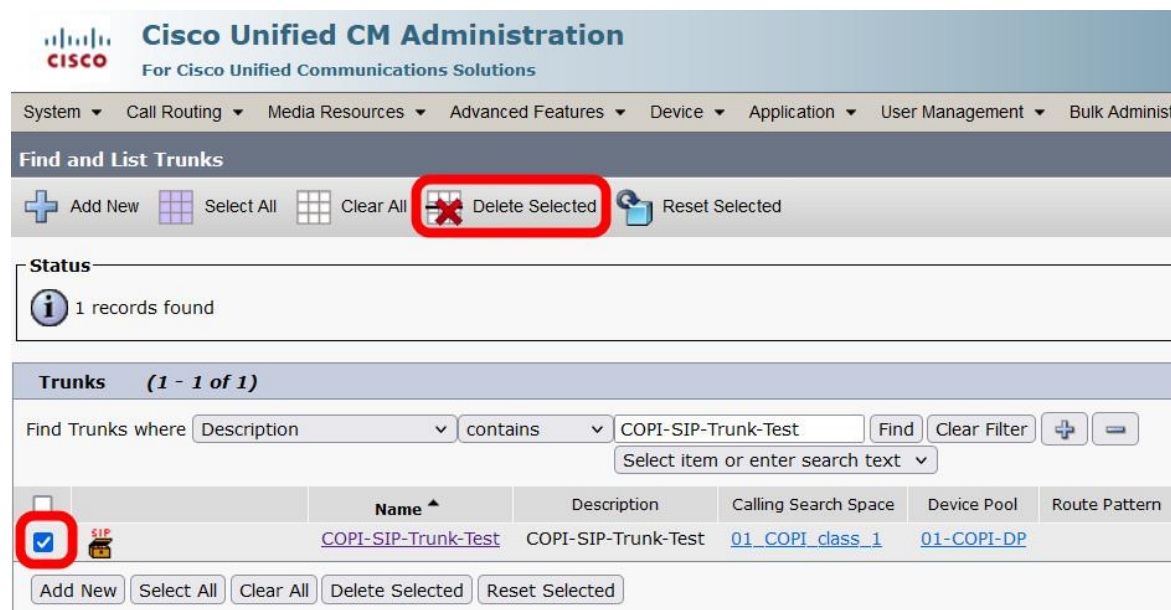 CISCO
Cisco Unified CM Administration
For Cisco Unified Communications Solutions
System Call Routing Media Resources Advanced Features Device Application User Management Bulk Adminis
Find and List Trunks
Add New Select All Clear All Delete Selected Reset Selected
Status
i 1 records found
Trunks (1 - 1 of 1)
Find Trunks where Description contains COPI-SIP-Trunk-Test Find Clear Filter
Select item or enter search text
Name Description Calling Search Space Device Pool Route Pattern
SIP COPI-SIP-Trunk-Test COPI-SIP-Trunk-Test 01_COPI_class_1 01-COPI-DP
Add New Select All Clear All Delete Selected Reset Selected